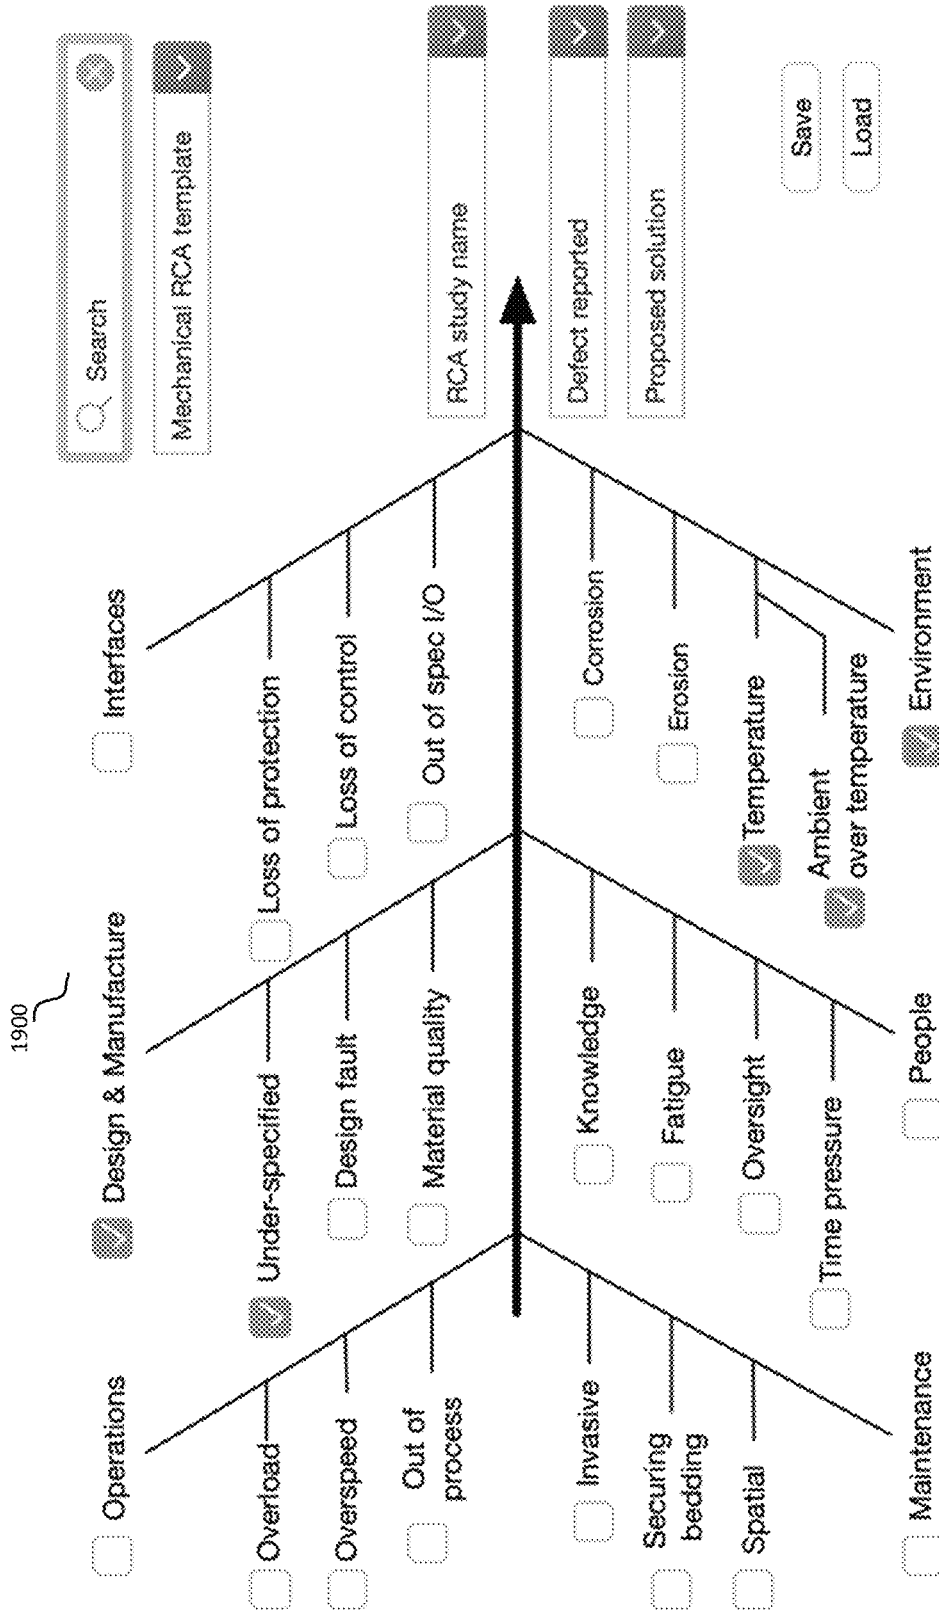 1900
Search
Mechanical RCA template
Operations
Design & Manufacture
Interfaces
Overload
Overspeed
Out of
process
Under-specified
Design fault
Material quality
Loss of protection
Loss of control
Out of spec I/O
RCA study name
Defect reported
Proposed solution
Invasive
Securing
bedding
Spatial
Knowledge
Fatigue
Oversight
Time pressure
Corrosion
Erosion
Temperature
Ambient
over temperature
Maintenance
People
Environment
Save
Load